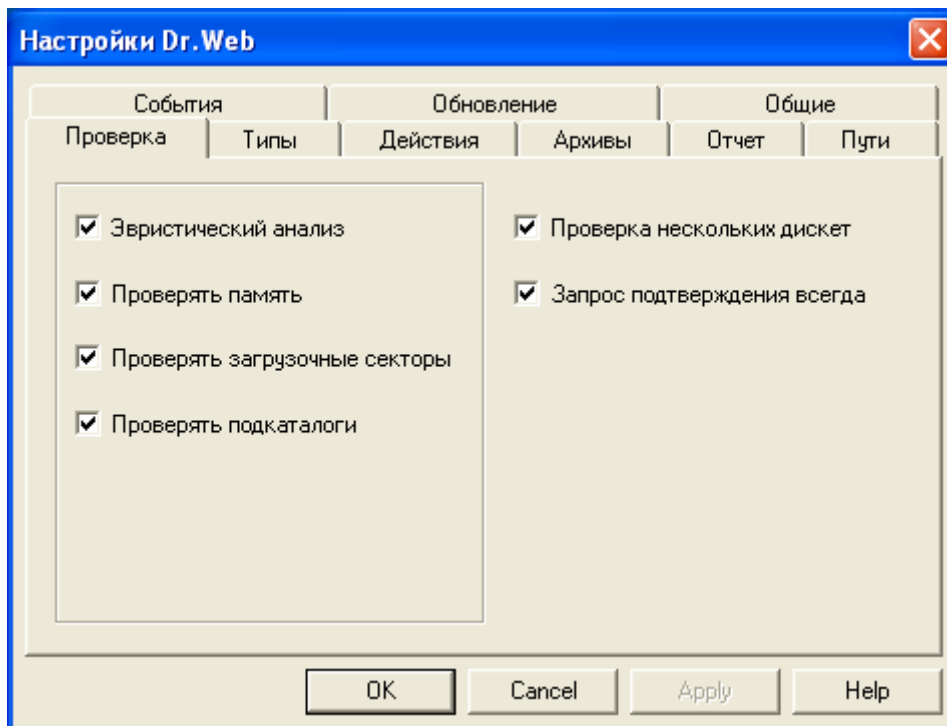 Настройки Dr.Web
События Обновление Общие
Проверка Типы Действия Архивы Отчет Пути
Эвристический анализ
Проверять память
Проверять загрузочные секторы
Проверять подкаталоги
Проверка нескольких дискет
Запрос подтверждения всегда
OK Cancel Apply Help